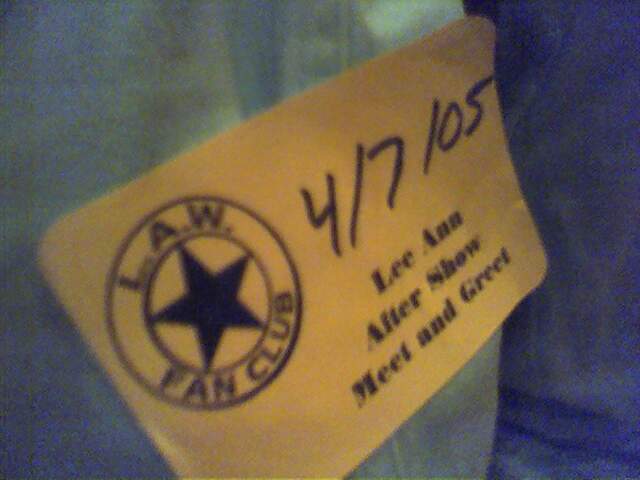 L.A.W.
FAN CLUB
4/7/05
Lee Ann
After Show
Meet and Greet